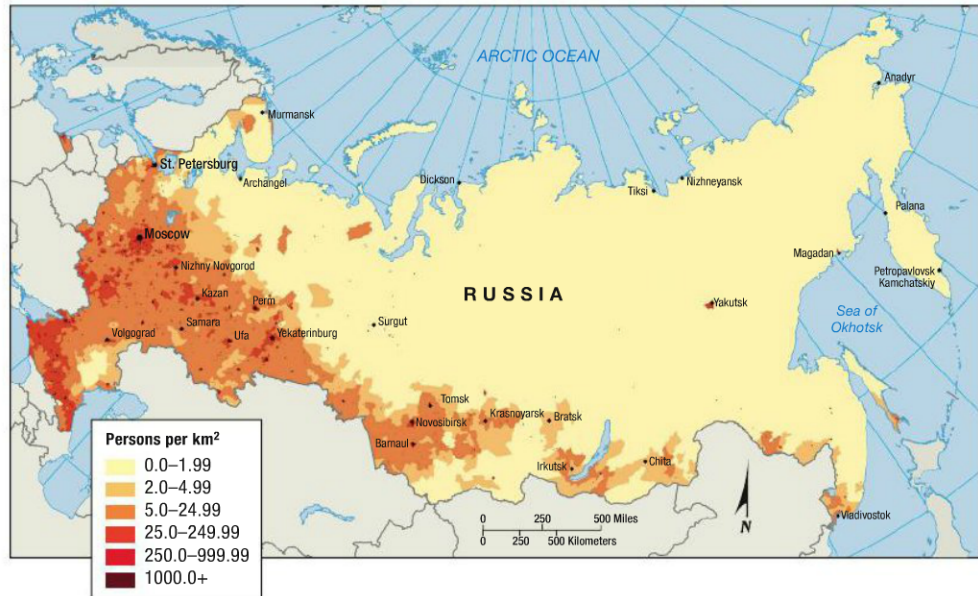 ARCTIC OCEAN
Anadyr
Murmansk
St. Petersburg
Archangel
Dickson
Tiksi
Nizhneyansk
Palana
Moscow
Magadan
Nizhny Novgorod
Petropavlovsk
Kamchatskiy
RUSSIA
Kazan
Perm
Yakutsk
Sea of
Okhotsk
Volgograd
Samara
Ufa
Yekaterinburg
Surgut
Tomsk
Novosibirsk
Krasnoyarsk
Bratsk
Barnaul
Irkutsk
Chita
Vladivostok
Persons per km²
0.0–1.99
2.0–4.99
5.0–24.99
25.0–249.99
250.0–999.99
1000.0+
0 250 500 Miles
0 250 500 Kilometers
N